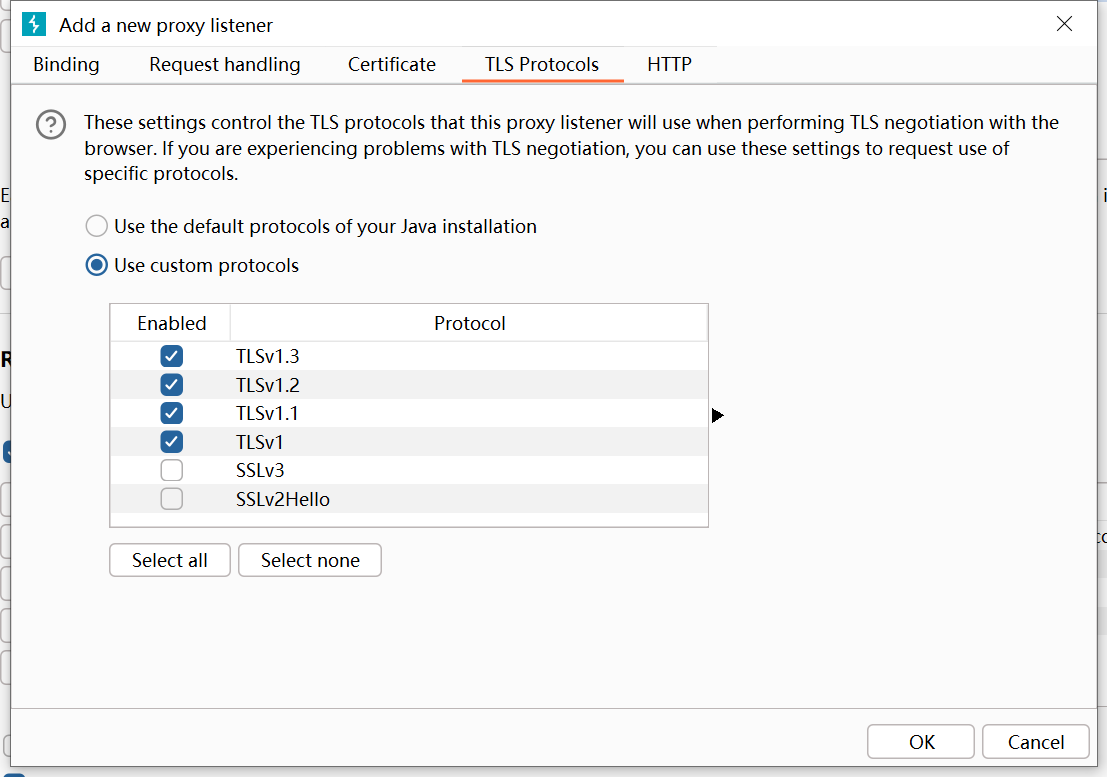 Add a new proxy listener
Binding
Request handling
Certificate
TLS Protocols
HTTP
These settings control the TLS protocols that this proxy listener will use when performing TLS negotiation with the
browser. If you are experiencing problems with TLS negotiation, you can use these settings to request use of
specific protocols.
Use the default protocols of your Java installation
Use custom protocols
Enabled
Protocol
TLSv1.3
TLSv1.2
TLSv1.1
TLSv1
SSLv3
SSLv2Hello
Select all
Select none
OK
Cancel